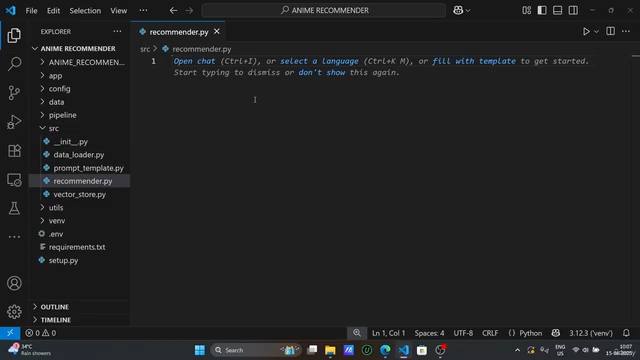 File Edit Selection ··· ANIME RECOMMENDER
EXPLORER ··· recommender.py
ANIME RECOMMENDER src > recommender.py
ANIME_RECOMMEN...
app
config
data
pipeline
src
__init__.py
data_loader.py
prompt_template.py
recommender.py
vector_store.py
utils
venv
.env
requirements.txt
setup.py
OUTLINE
TIMELINE
1 Open chat (Ctrl+I), or select a language (Ctrl+K M), or fill with template to get started.
Start typing to dismiss or don't show this again.
0 0 Ln 1, Col 1 Spaces: 4 UTF-8 CRLF {} Python 3.12.3 ('venv')
34°C
Rain showers
Search
ENG
US
10:07